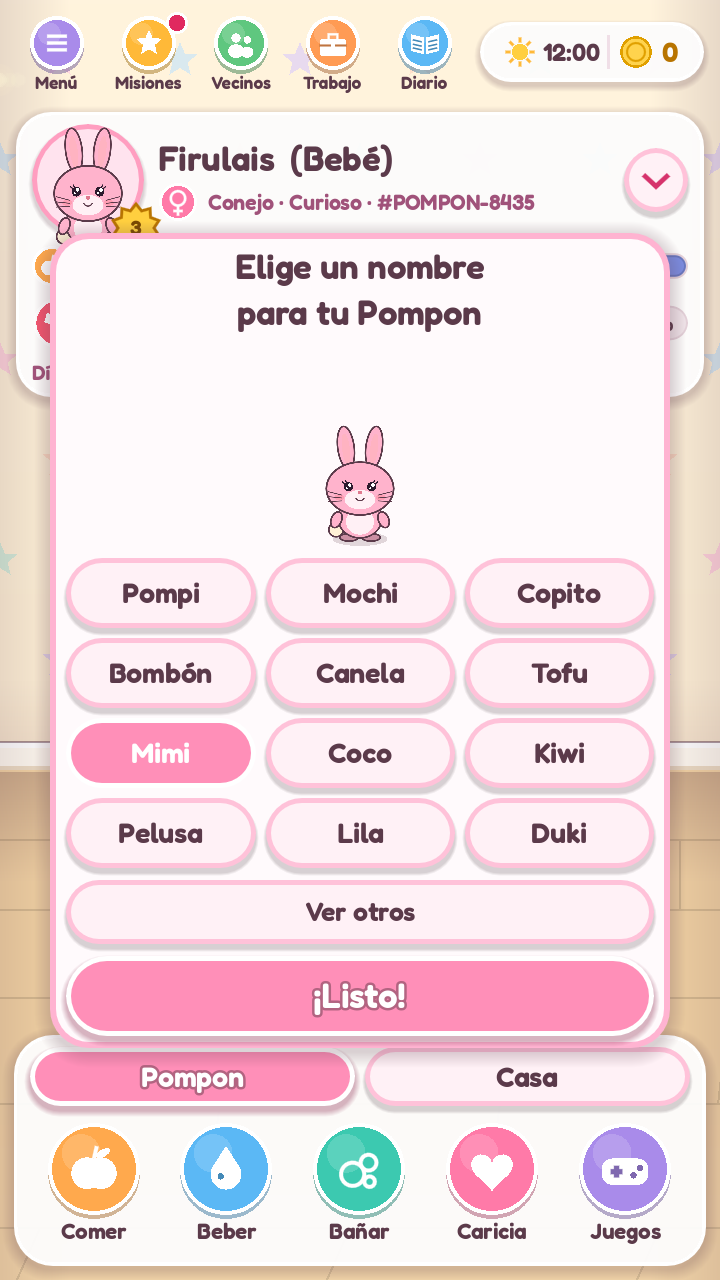 Menú
Misiones
Vecinos
Trabajo
Diario
12:00
0
Firulais (Bebé)
Conejo · Curioso · #POMPON-8435
3
Elige un nombre
para tu Pompon
Pompi
Mochi
Copito
Bombón
Canela
Tofu
Mimi
Coco
Kiwi
Pelusa
Lila
Duki
Ver otros
¡Listo!
Pompon
Casa
Comer
Beber
Bañar
Caricia
Juegos